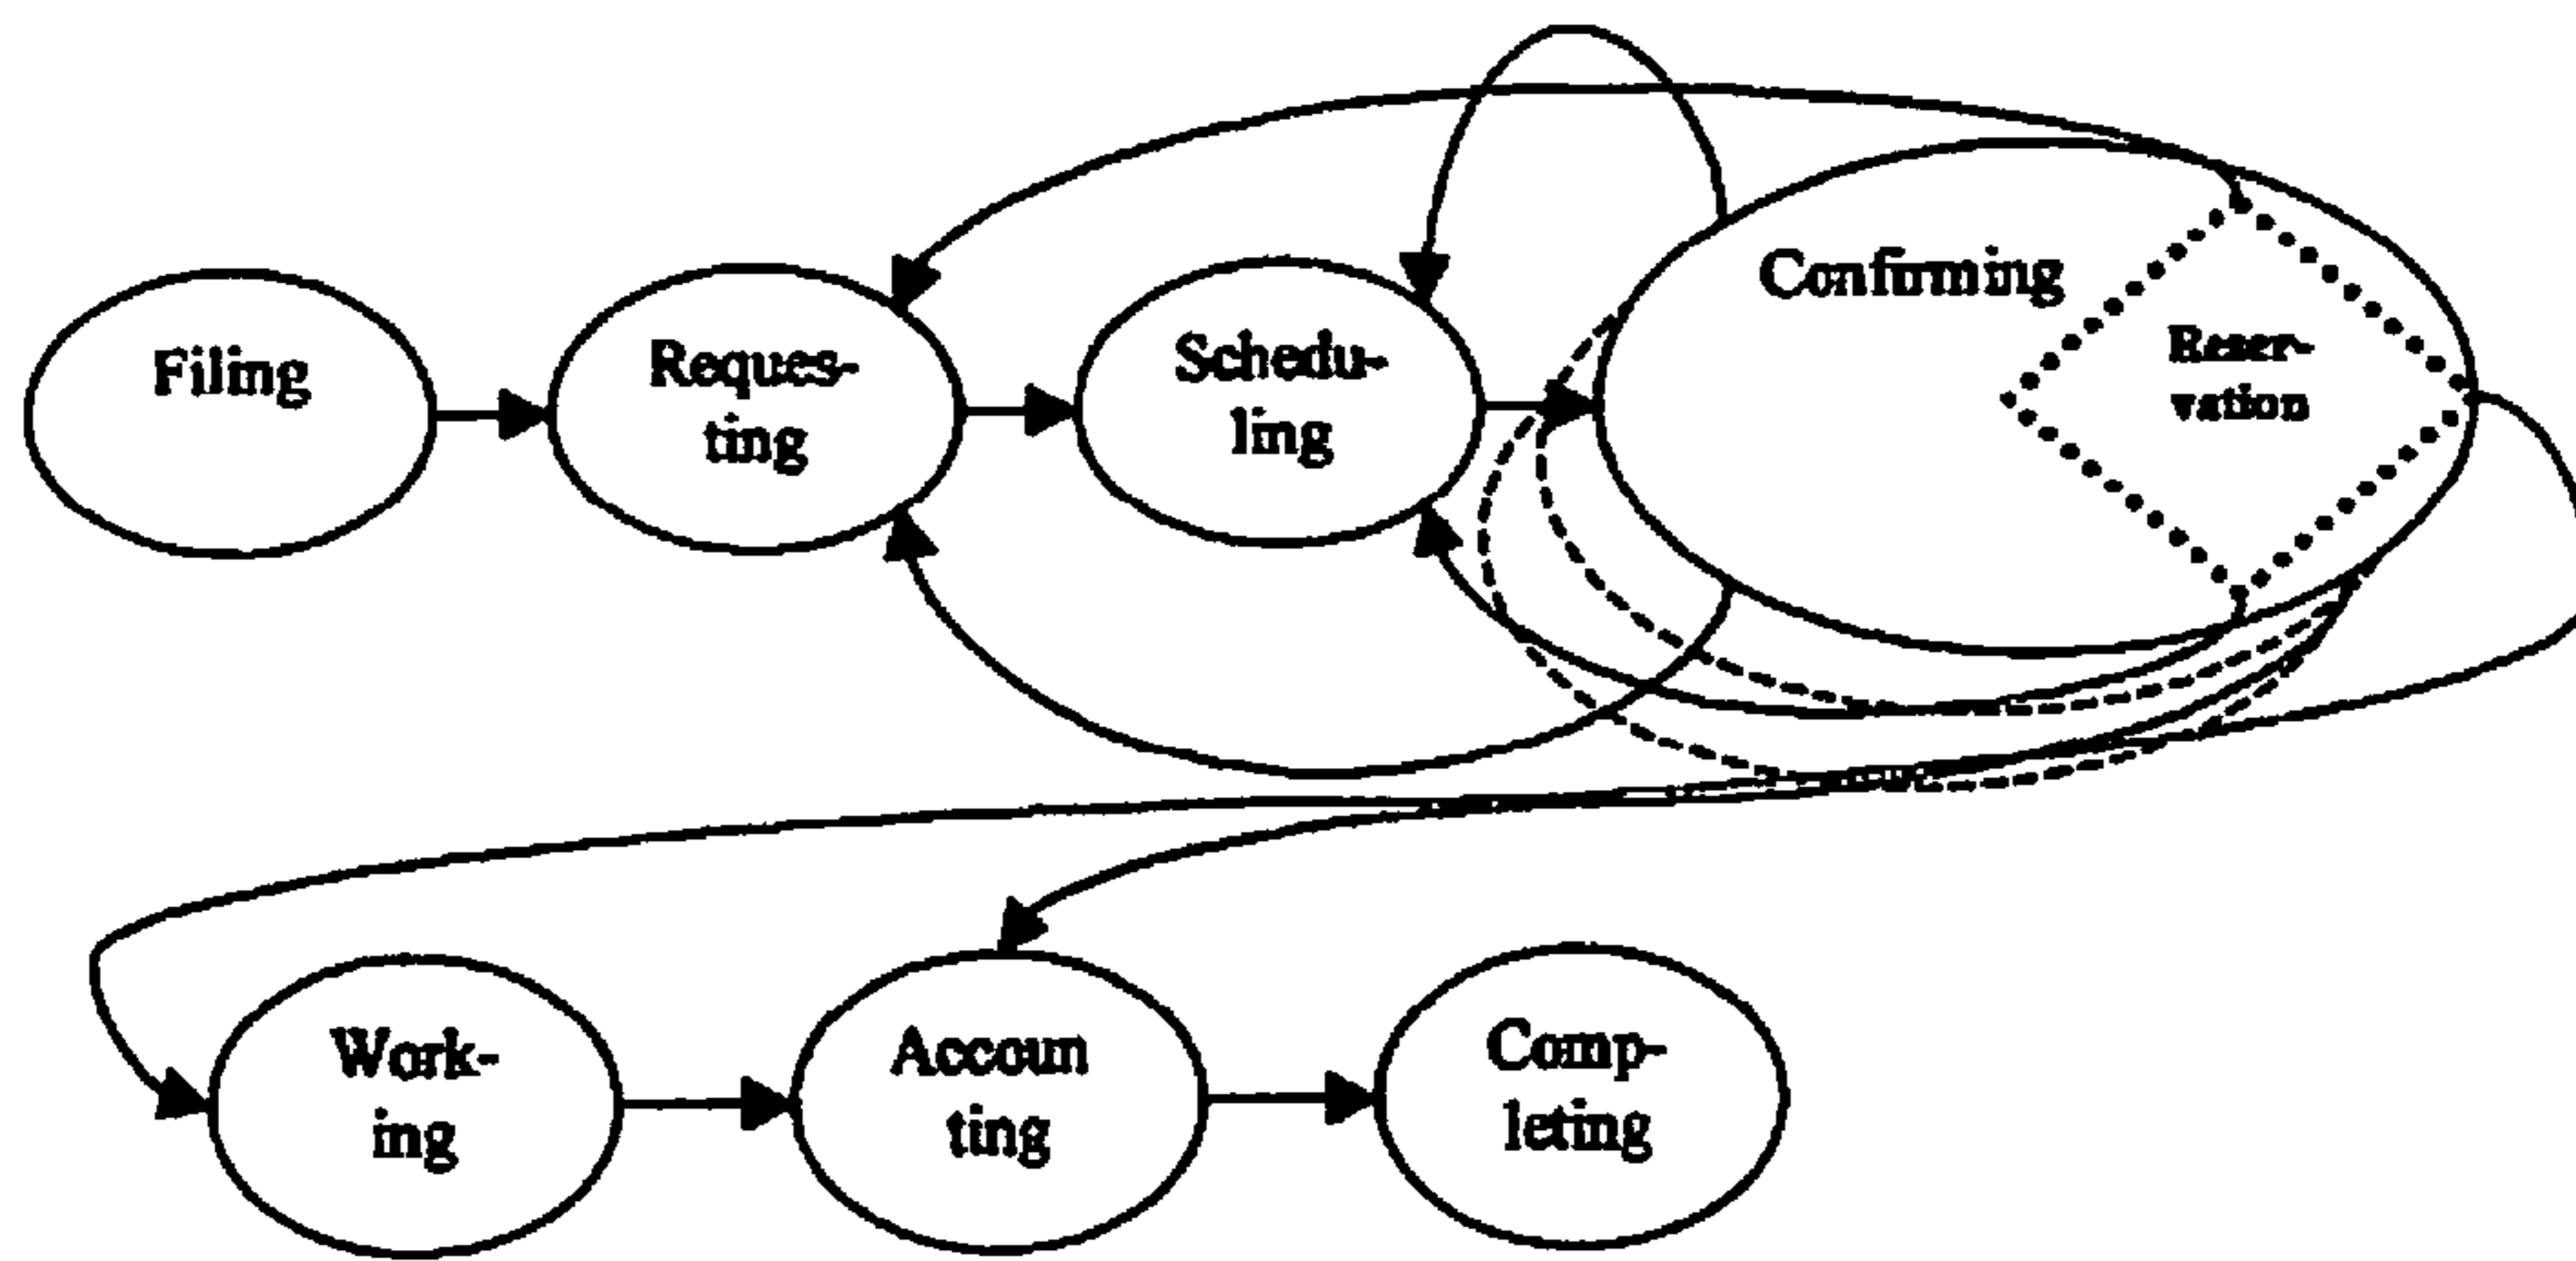 Filing
Reques-
ting
Schedu-
ling
Confirming
Reser-
vation
Work-
ing
Accoun
ting
Comp-
leting